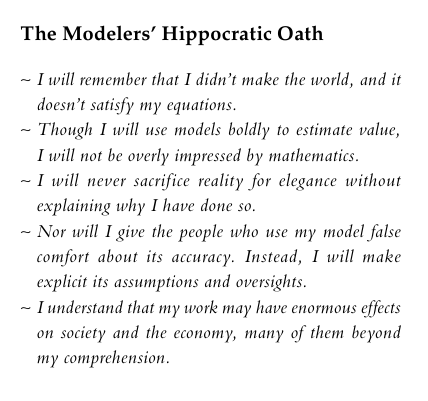 The Modelers’ Hippocratic Oath
~ I will remember that I didn’t make the world, and it
doesn’t satisfy my equations.
~ Though I will use models boldly to estimate value,
I will not be overly impressed by mathematics.
~ I will never sacrifice reality for elegance without
explaining why I have done so.
~ Nor will I give the people who use my model false
comfort about its accuracy. Instead, I will make
explicit its assumptions and oversights.
~ I understand that my work may have enormous effects
on society and the economy, many of them beyond
my comprehension.